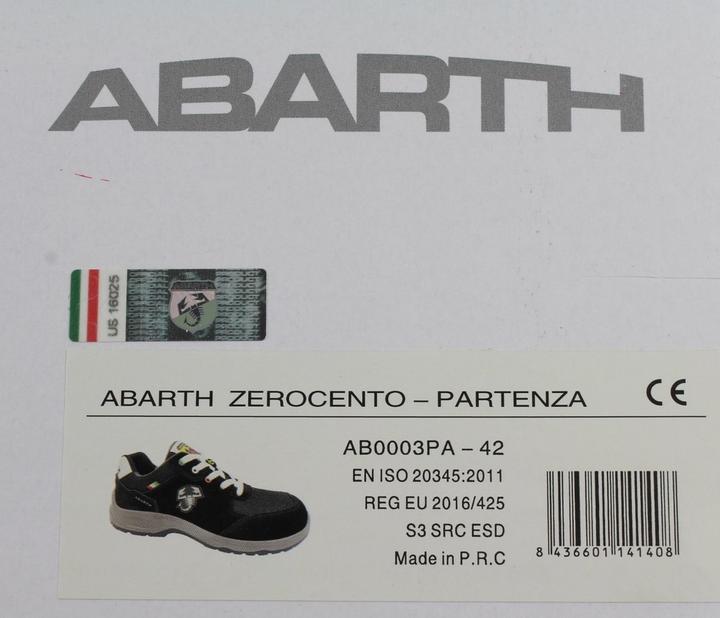 ABARTH
US 16025
ABARTH ZEROCENTO – PARTENZA CE
AB0003PA – 42
EN ISO 20345:2011
REG EU 2016/425
S3 SRC ESD
Made in P.R.C
8 436601 141408